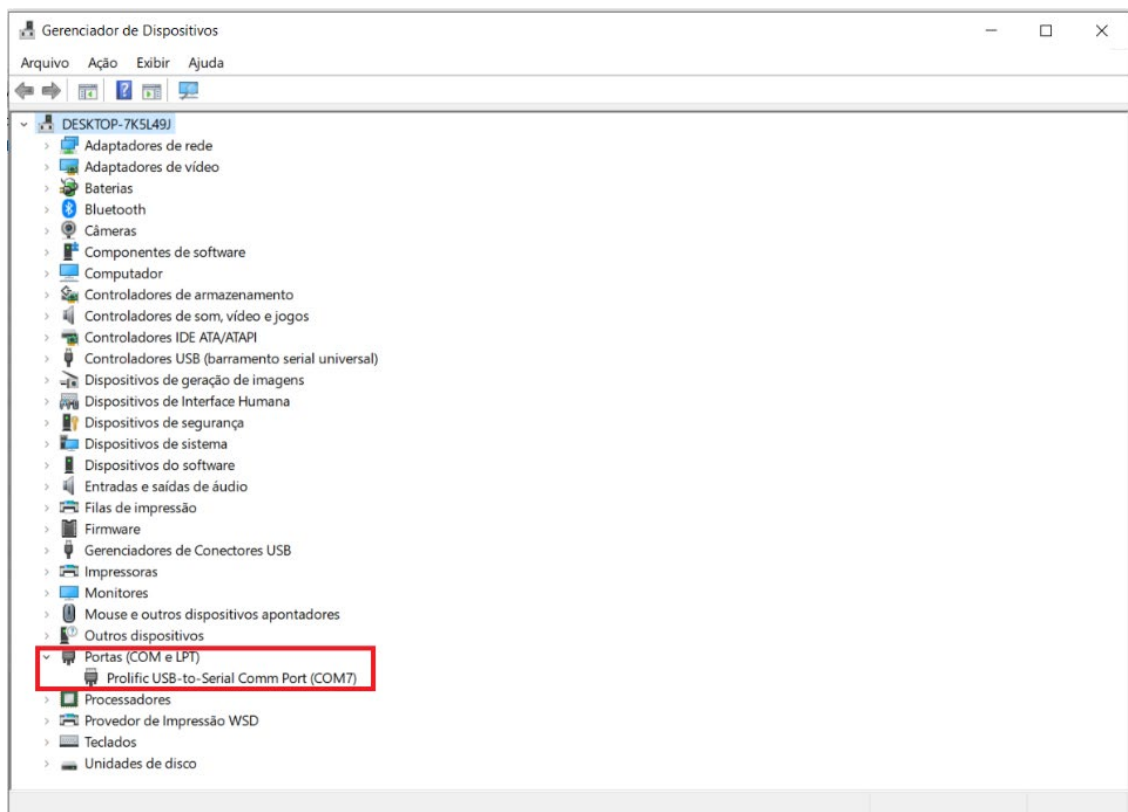 Gerenciador de Dispositivos
Arquivo Ação Exibir Ajuda
DESKTOP-7K5L49J
Adaptadores de rede
Adaptadores de vídeo
Baterias
Bluetooth
Câmeras
Componentes de software
Computador
Controladores de armazenamento
Controladores de som, vídeo e jogos
Controladores IDE ATA/ATAPI
Controladores USB (barramento serial universal)
Dispositivos de geração de imagens
Dispositivos de Interface Humana
Dispositivos de segurança
Dispositivos de sistema
Dispositivos do software
Entradas e saídas de áudio
Filas de impressão
Firmware
Gerenciadores de Conectores USB
Impressoras
Monitores
Mouse e outros dispositivos apontadores
Outros dispositivos
Portas (COM e LPT)
Prolific USB-to-Serial Comm Port (COM7)
Processadores
Provedor de Impressão WSD
Teclados
Unidades de disco